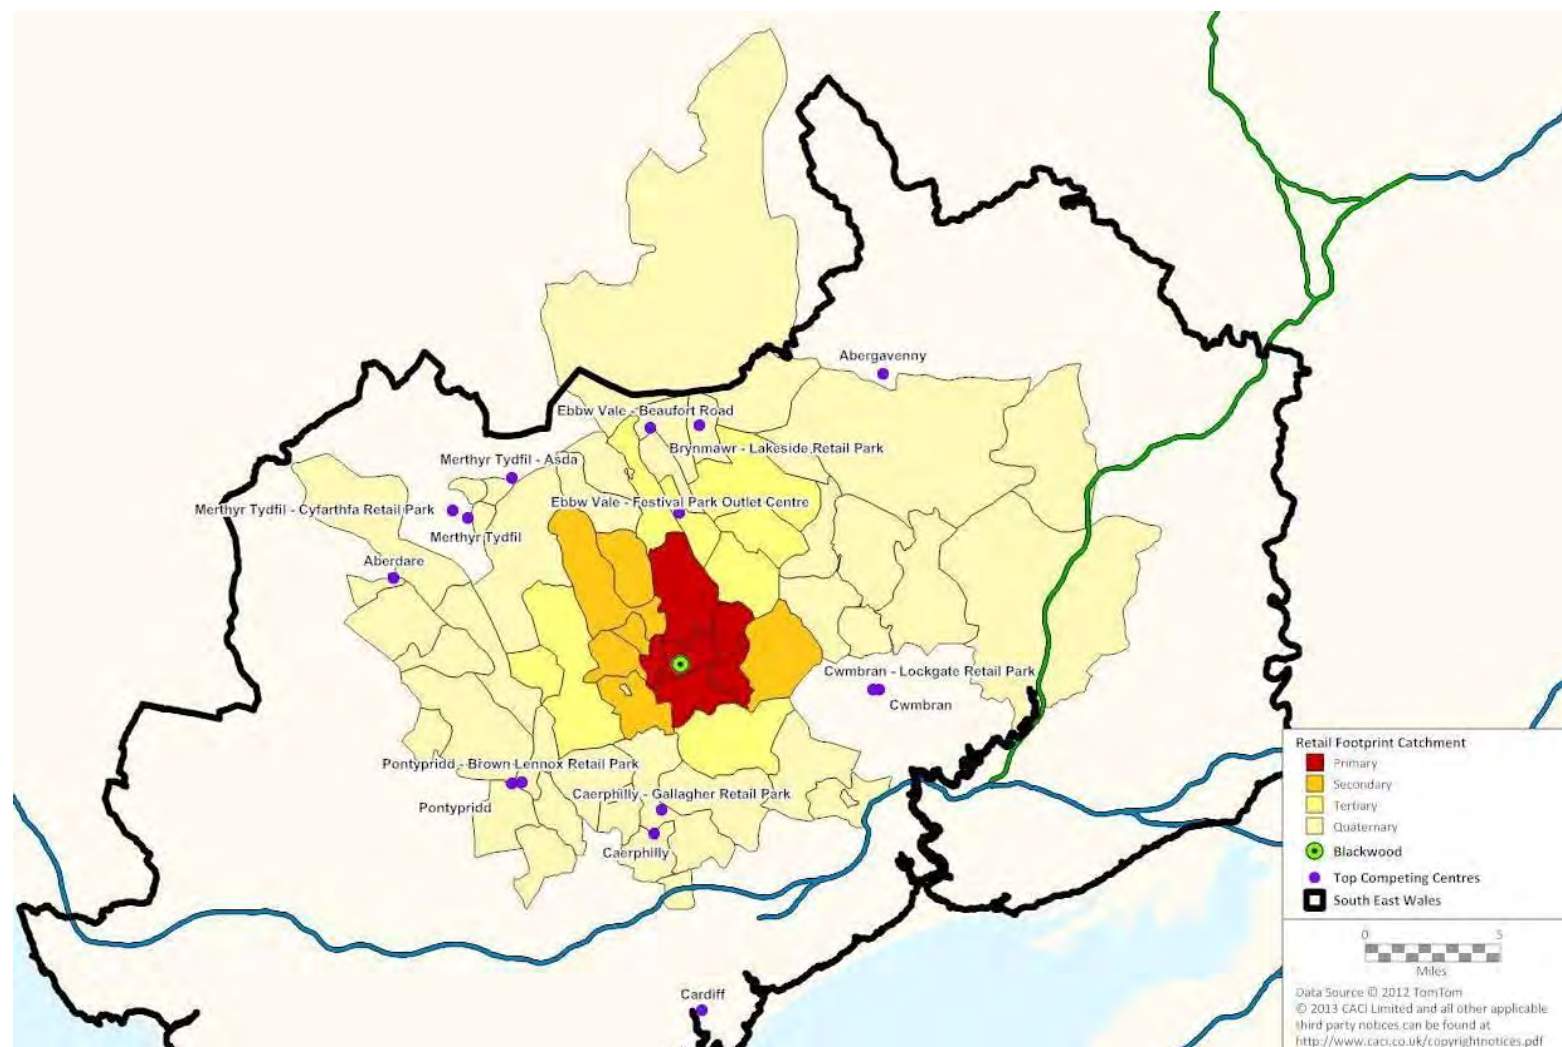 Abergavenny
Ebbw Vale - Beaufort Road
Brynmawr - Lakeside Retail Park
Merthyr Tydfil - Asda
Ebbw Vale - Festival Park Outlet Centre
Merthyr Tydfil - Cyfarthfa Retail Park
Merthyr Tydfil
Aberdare
Cwmbran - Lockgate Retail Park
Cwmbran
Pontypridd - Brown Lennox Retail Park
Pontypridd
Caerphilly - Gallagher Retail Park
Caerphilly
Cardiff
Retail Footprint Catchment
Primary
Secondary
Tertiary
Quaternary
Blackwood
Top Competing Centres
South East Wales
0 5
Miles
Data Source © 2012 TomTom
© 2013 CACI Limited and all other applicable
third party notices can be found at
http://www.caci.co.uk/copyrightnotices.pdf